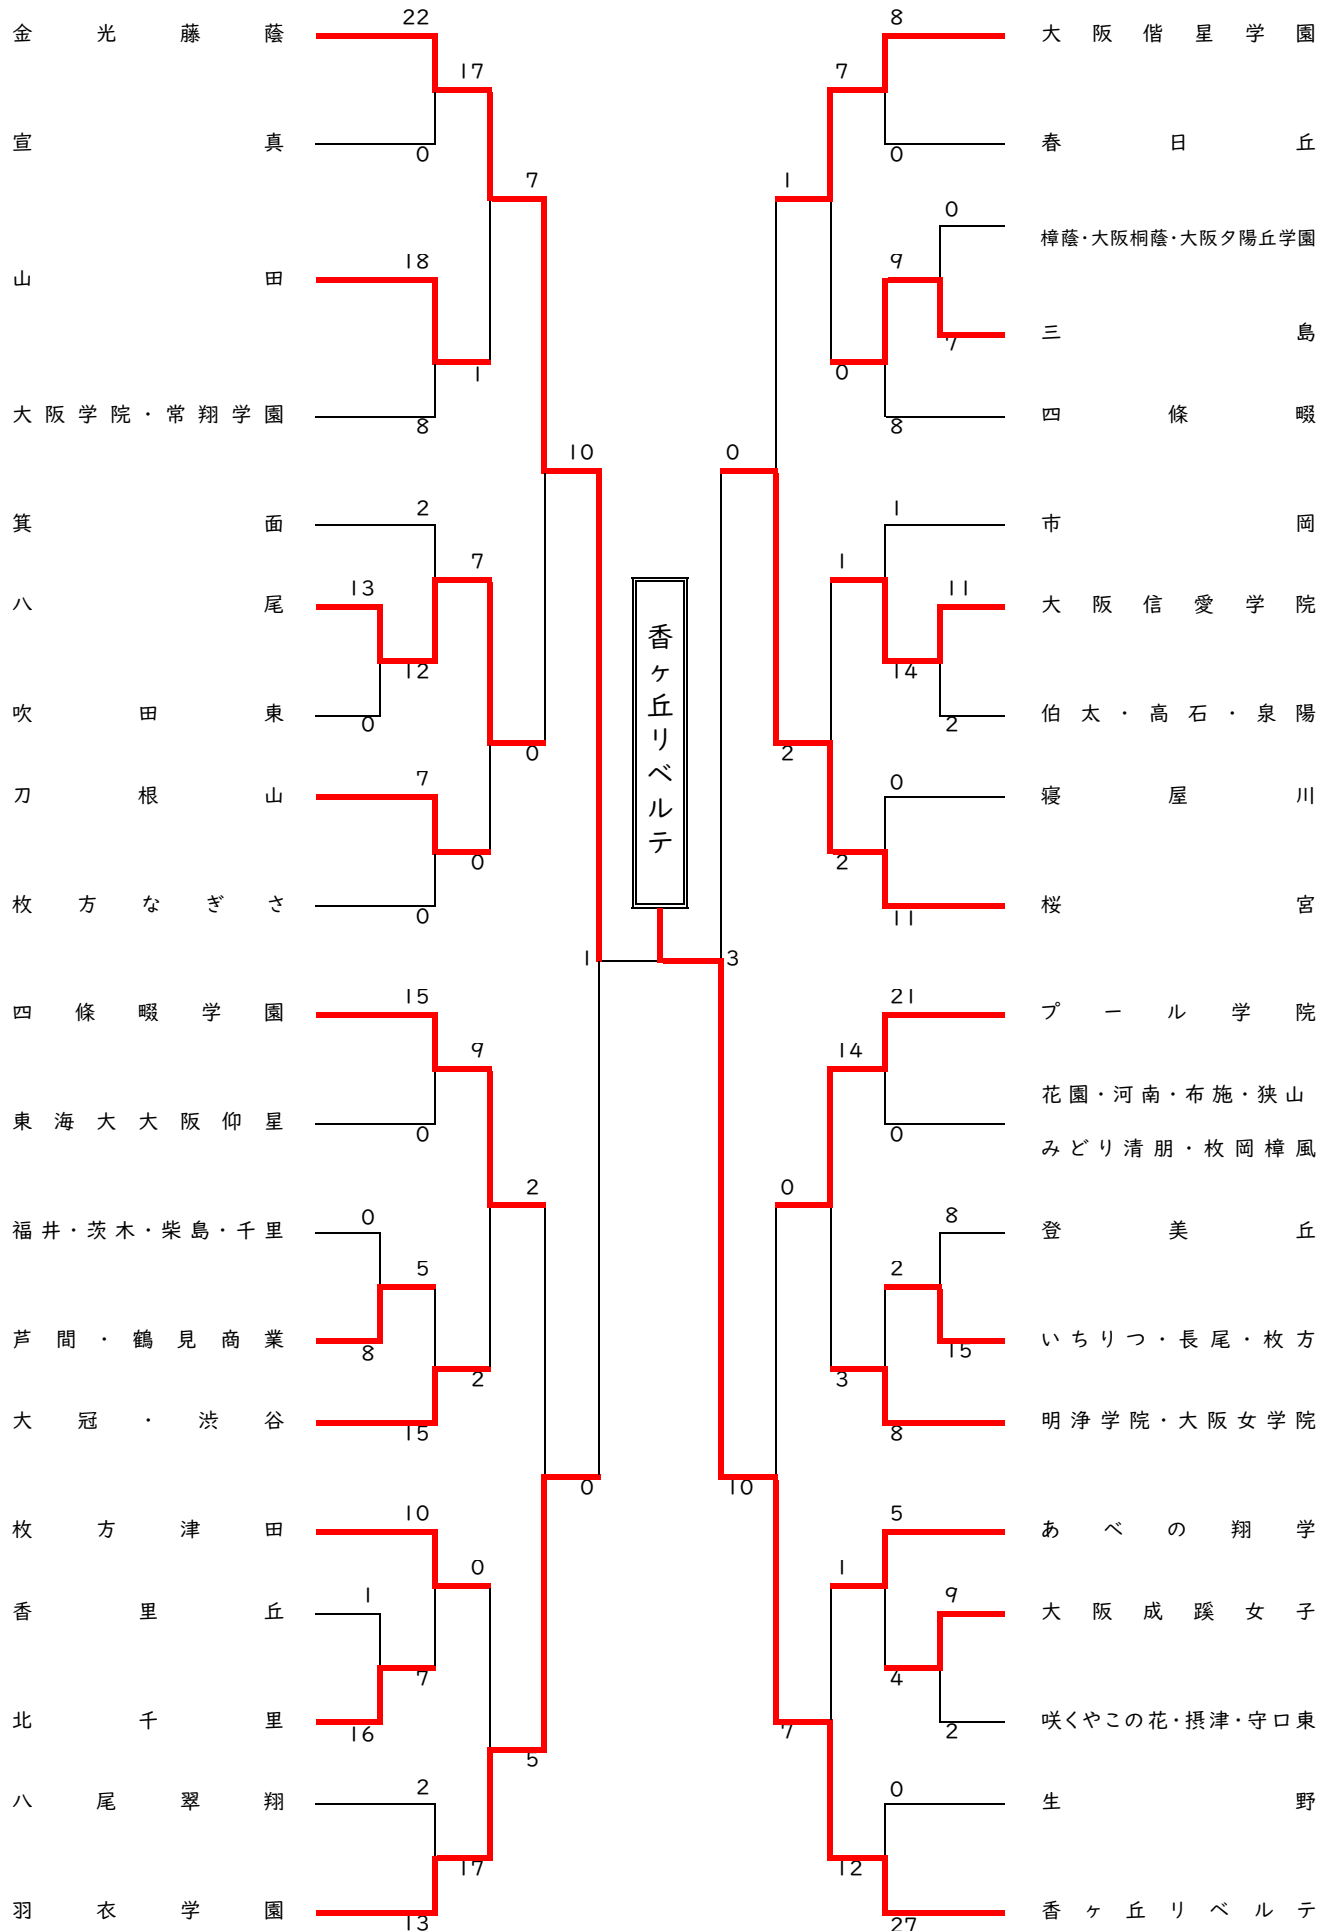 22
金光藤蔭
17
宣真
0
7
山田
18
1
大阪学院・常翔学園
8
10
箕面
2
7
八尾
13
12
吹田東
0
0
刀根山
7
0
枚方なぎさ
0
1
四條畷学園
15
9
東海大大阪仰星
0
2
福井・茨木・柴島・千里
0
5
芦間・鶴見商業
8
2
大冠・渋谷
15
0
枚方津田
10
0
香里丘
1
7
北千里
16
5
八尾翠翔
2
17
羽衣学園
13
香ヶ丘リベルテ
3
8
大阪偕星学園
7
春日丘
0
1
0
樟蔭・大阪桐蔭・大阪夕陽丘学園
9
三島
7
0
四條畷
8
0
1
市岡
1
11
大阪信愛学院
14
伯太・高石・泉陽
2
2
0
寝屋川
2
桜宮
11
21
プール学院
14
花園・河南・布施・狭山
0
みどり清朋・枚岡樟風
0
8
登美丘
2
いちりつ・長尾・枚方
15
3
明浄学院・大阪女学院
8
10
5
あべの翔学
1
9
大阪成蹊女子
4
咲くやこの花・摂津・守口東
2
7
0
生野
12
香ヶ丘リベルテ
27